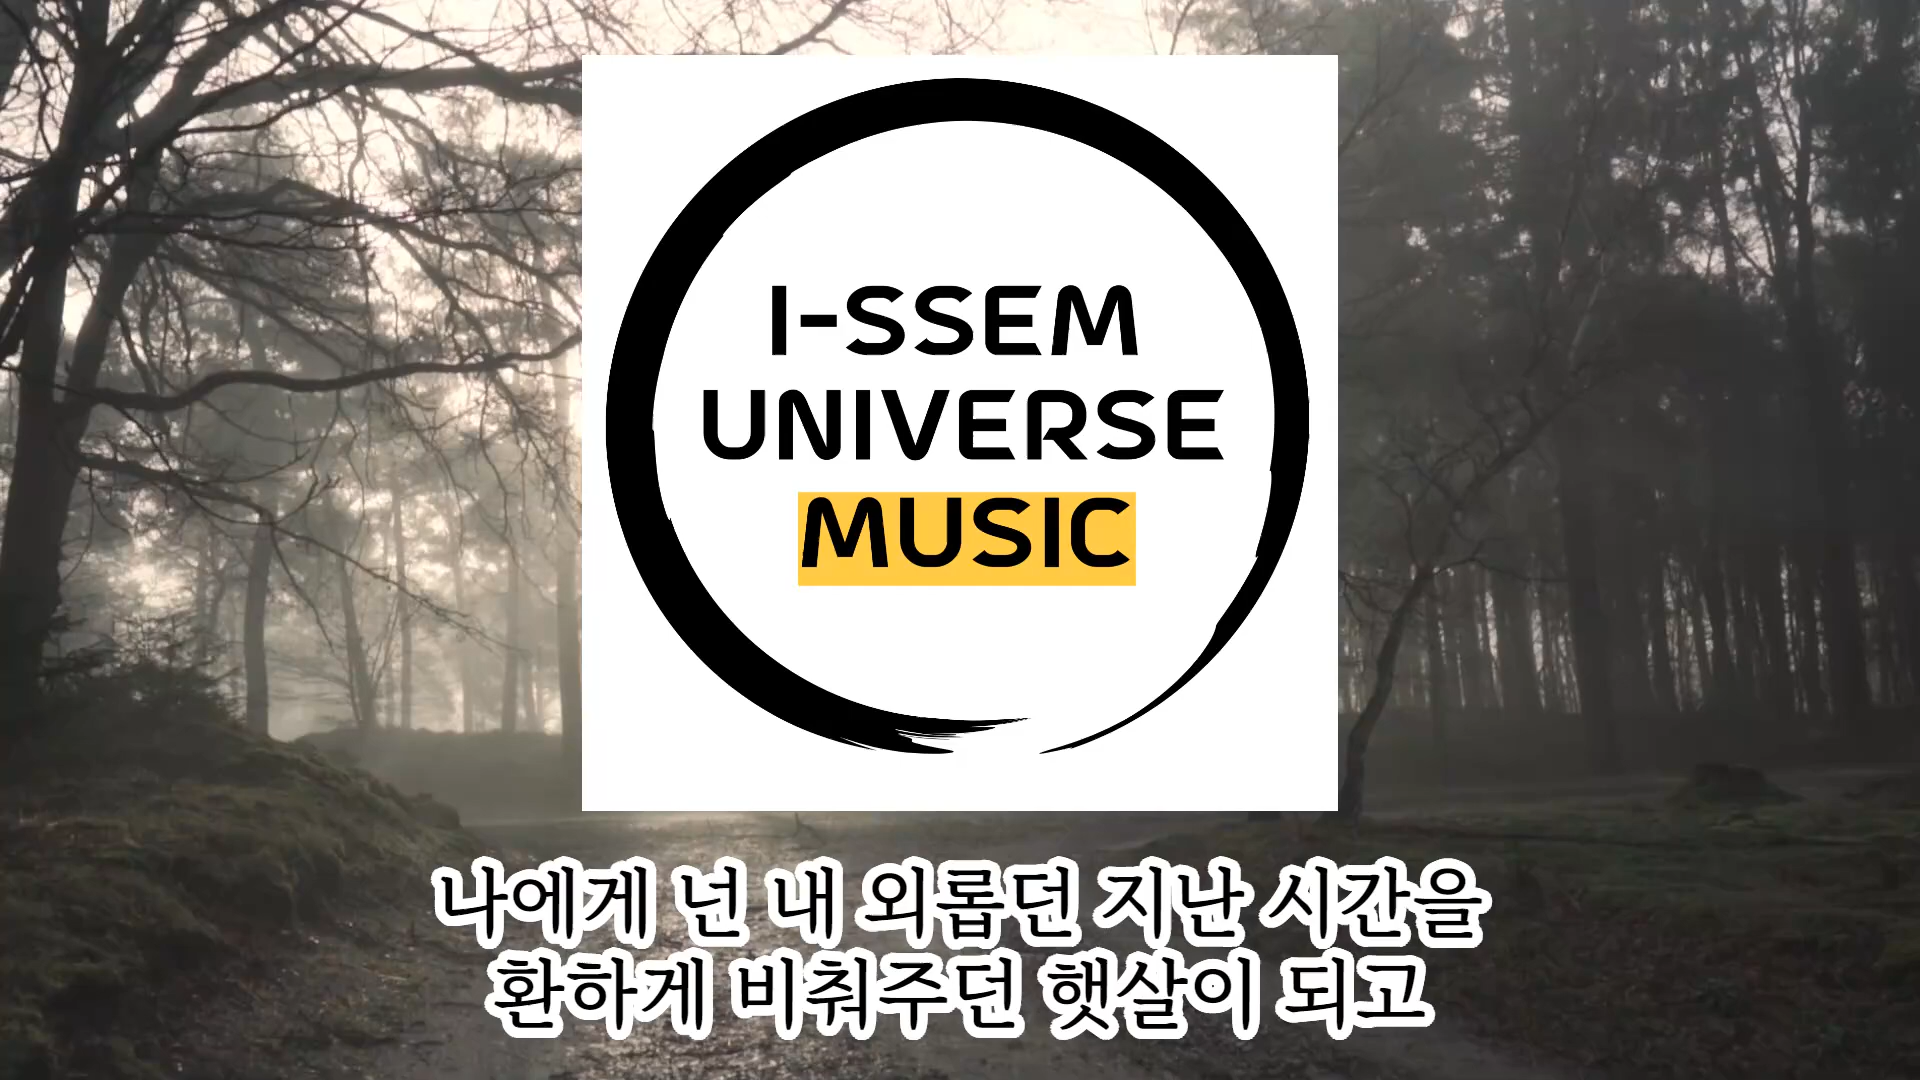 I-SSEM
UNIVERSE
MUSIC
나에게 넌 내 외롭던 지난 시간을
환하게 비춰주던 햇살이 되고